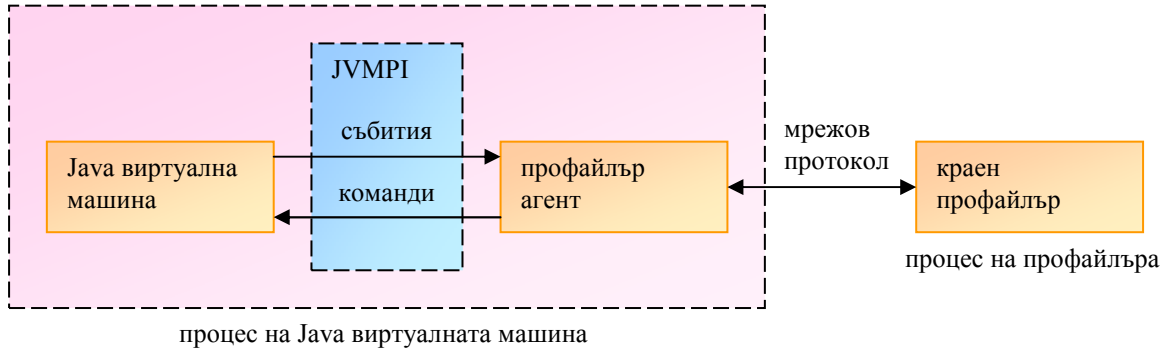 JVMPI
събития
команди
Java виртуална
машина
профайлър
агент
мрежов
протокол
краен
профайлър
процес на профайлъра
процес на Java виртуалната машина